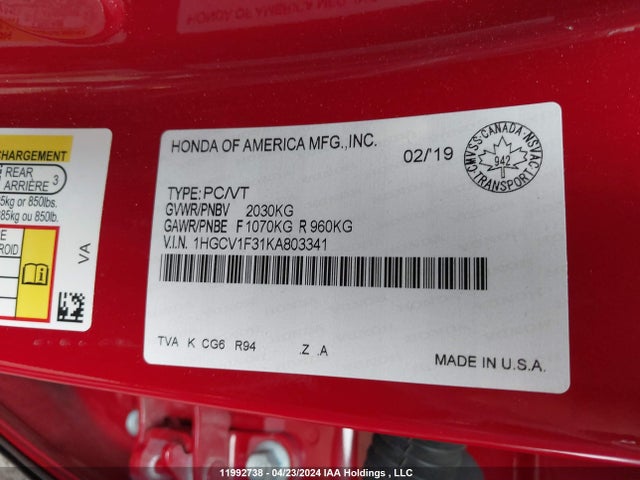 HONDA OF AMERICA MFG.,INC.
02/'19
CMVSS·CANADA·NSVAC
942
TRANSPORT
TYPE: PC/VT
GVWR/PNBV 2030KG
GAWR/PNBE F 1070KG R 960KG
V.I.N. 1HGCV1F31KA803341
TVA K CG6 R94 .Z .A
MADE IN U.S.A.
CHARGEMENT
REAR
ARRIÈRE 3
5kg or 850lbs.
85kg ou 850lb.
VA
11992738 - 04/23/2024 IAA Holdings , LLC